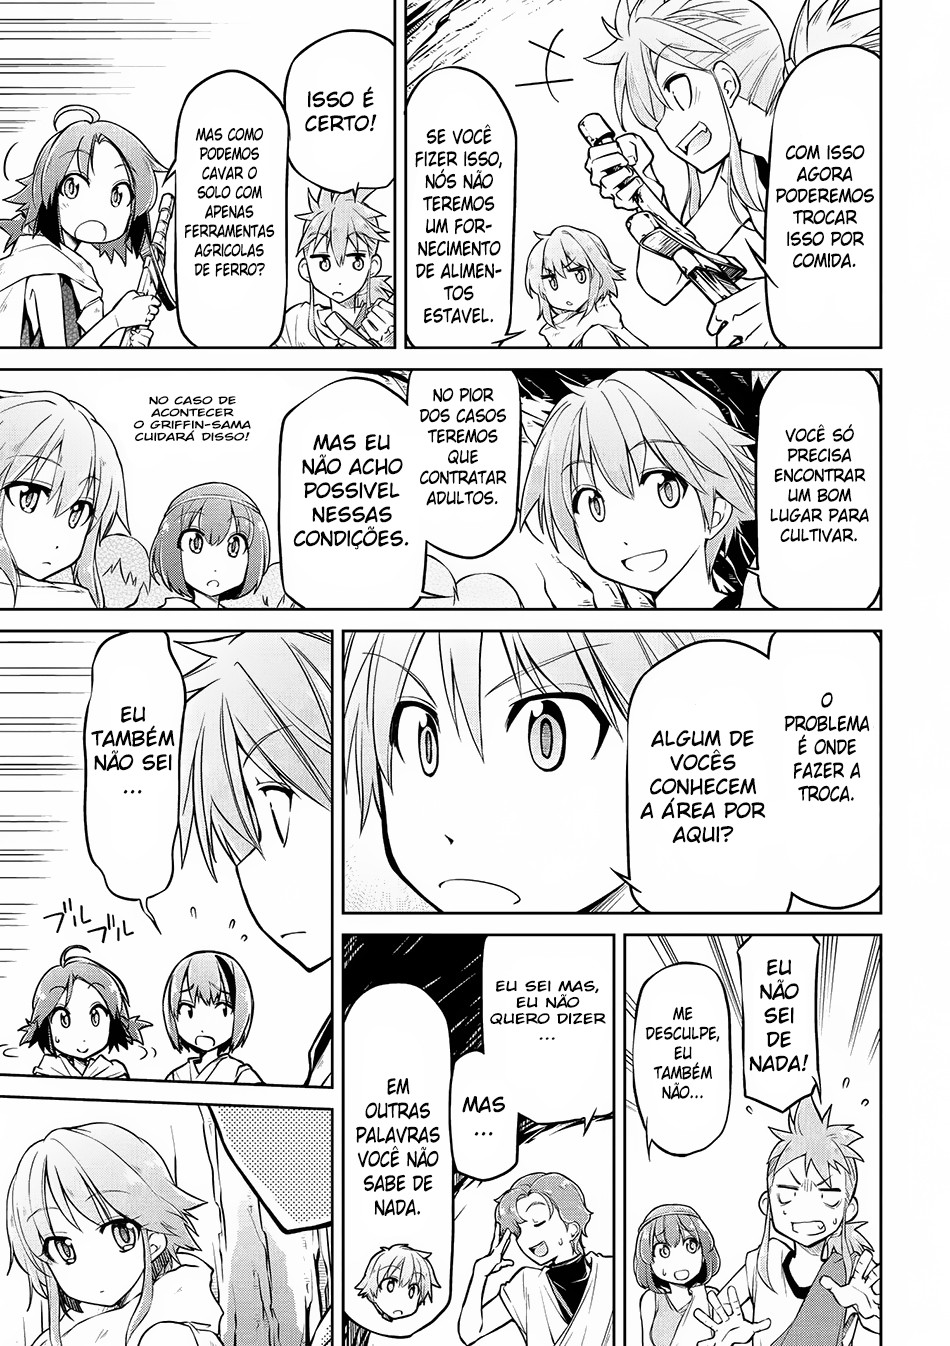 COM ISSO
AGORA
PODEREMOS
TROCAR
ISSO POR
COMIDA.
SE VOCÊ
FIZER ISSO,
NÓS NÃO
TEREMOS
UM FOR-
NECIMENTO
DE ALIMEN-
TOS
ESTAVEL.
ISSO É
CERTO!
MAS COMO
PODEMOS
CAVAR O
SOLO COM
APENAS
FERRAMENTAS
AGRICOLAS
DE FERRO?
VOCÊ SÓ
PRECISA
ENCONTRAR
UM BOM
LUGAR PARA
CULTIVAR.
NO PIOR
DOS CASOS
TEREMOS
QUE
CONTRATAR
ADULTOS.
MAS EU
NÃO ACHO
POSSIVEL
NESSAS
CONDIÇÕES.
NO CASO DE
ACONTECER
O GRIFFIN-SAMA
CUIDARÁ DISSO!
O
PROBLEMA
É ONDE
FAZER A
TROCA.
ALGUM DE
VOCÊS
CONHECEM
A ÁREA POR
AQUI?
EU
TAMBÉM
NÃO SEI
...
ブル
ブル
EU
NÃO
SEI
DE
NADA!
ME
DESCULPE,
EU
TAMBÉM
NÃO...
EU SEI MAS,
EU NÃO
QUERO DIZER
...
MAS
...
EM
OUTRAS
PALAVRAS
VOCÊ NÃO
SABE DE
NADA.